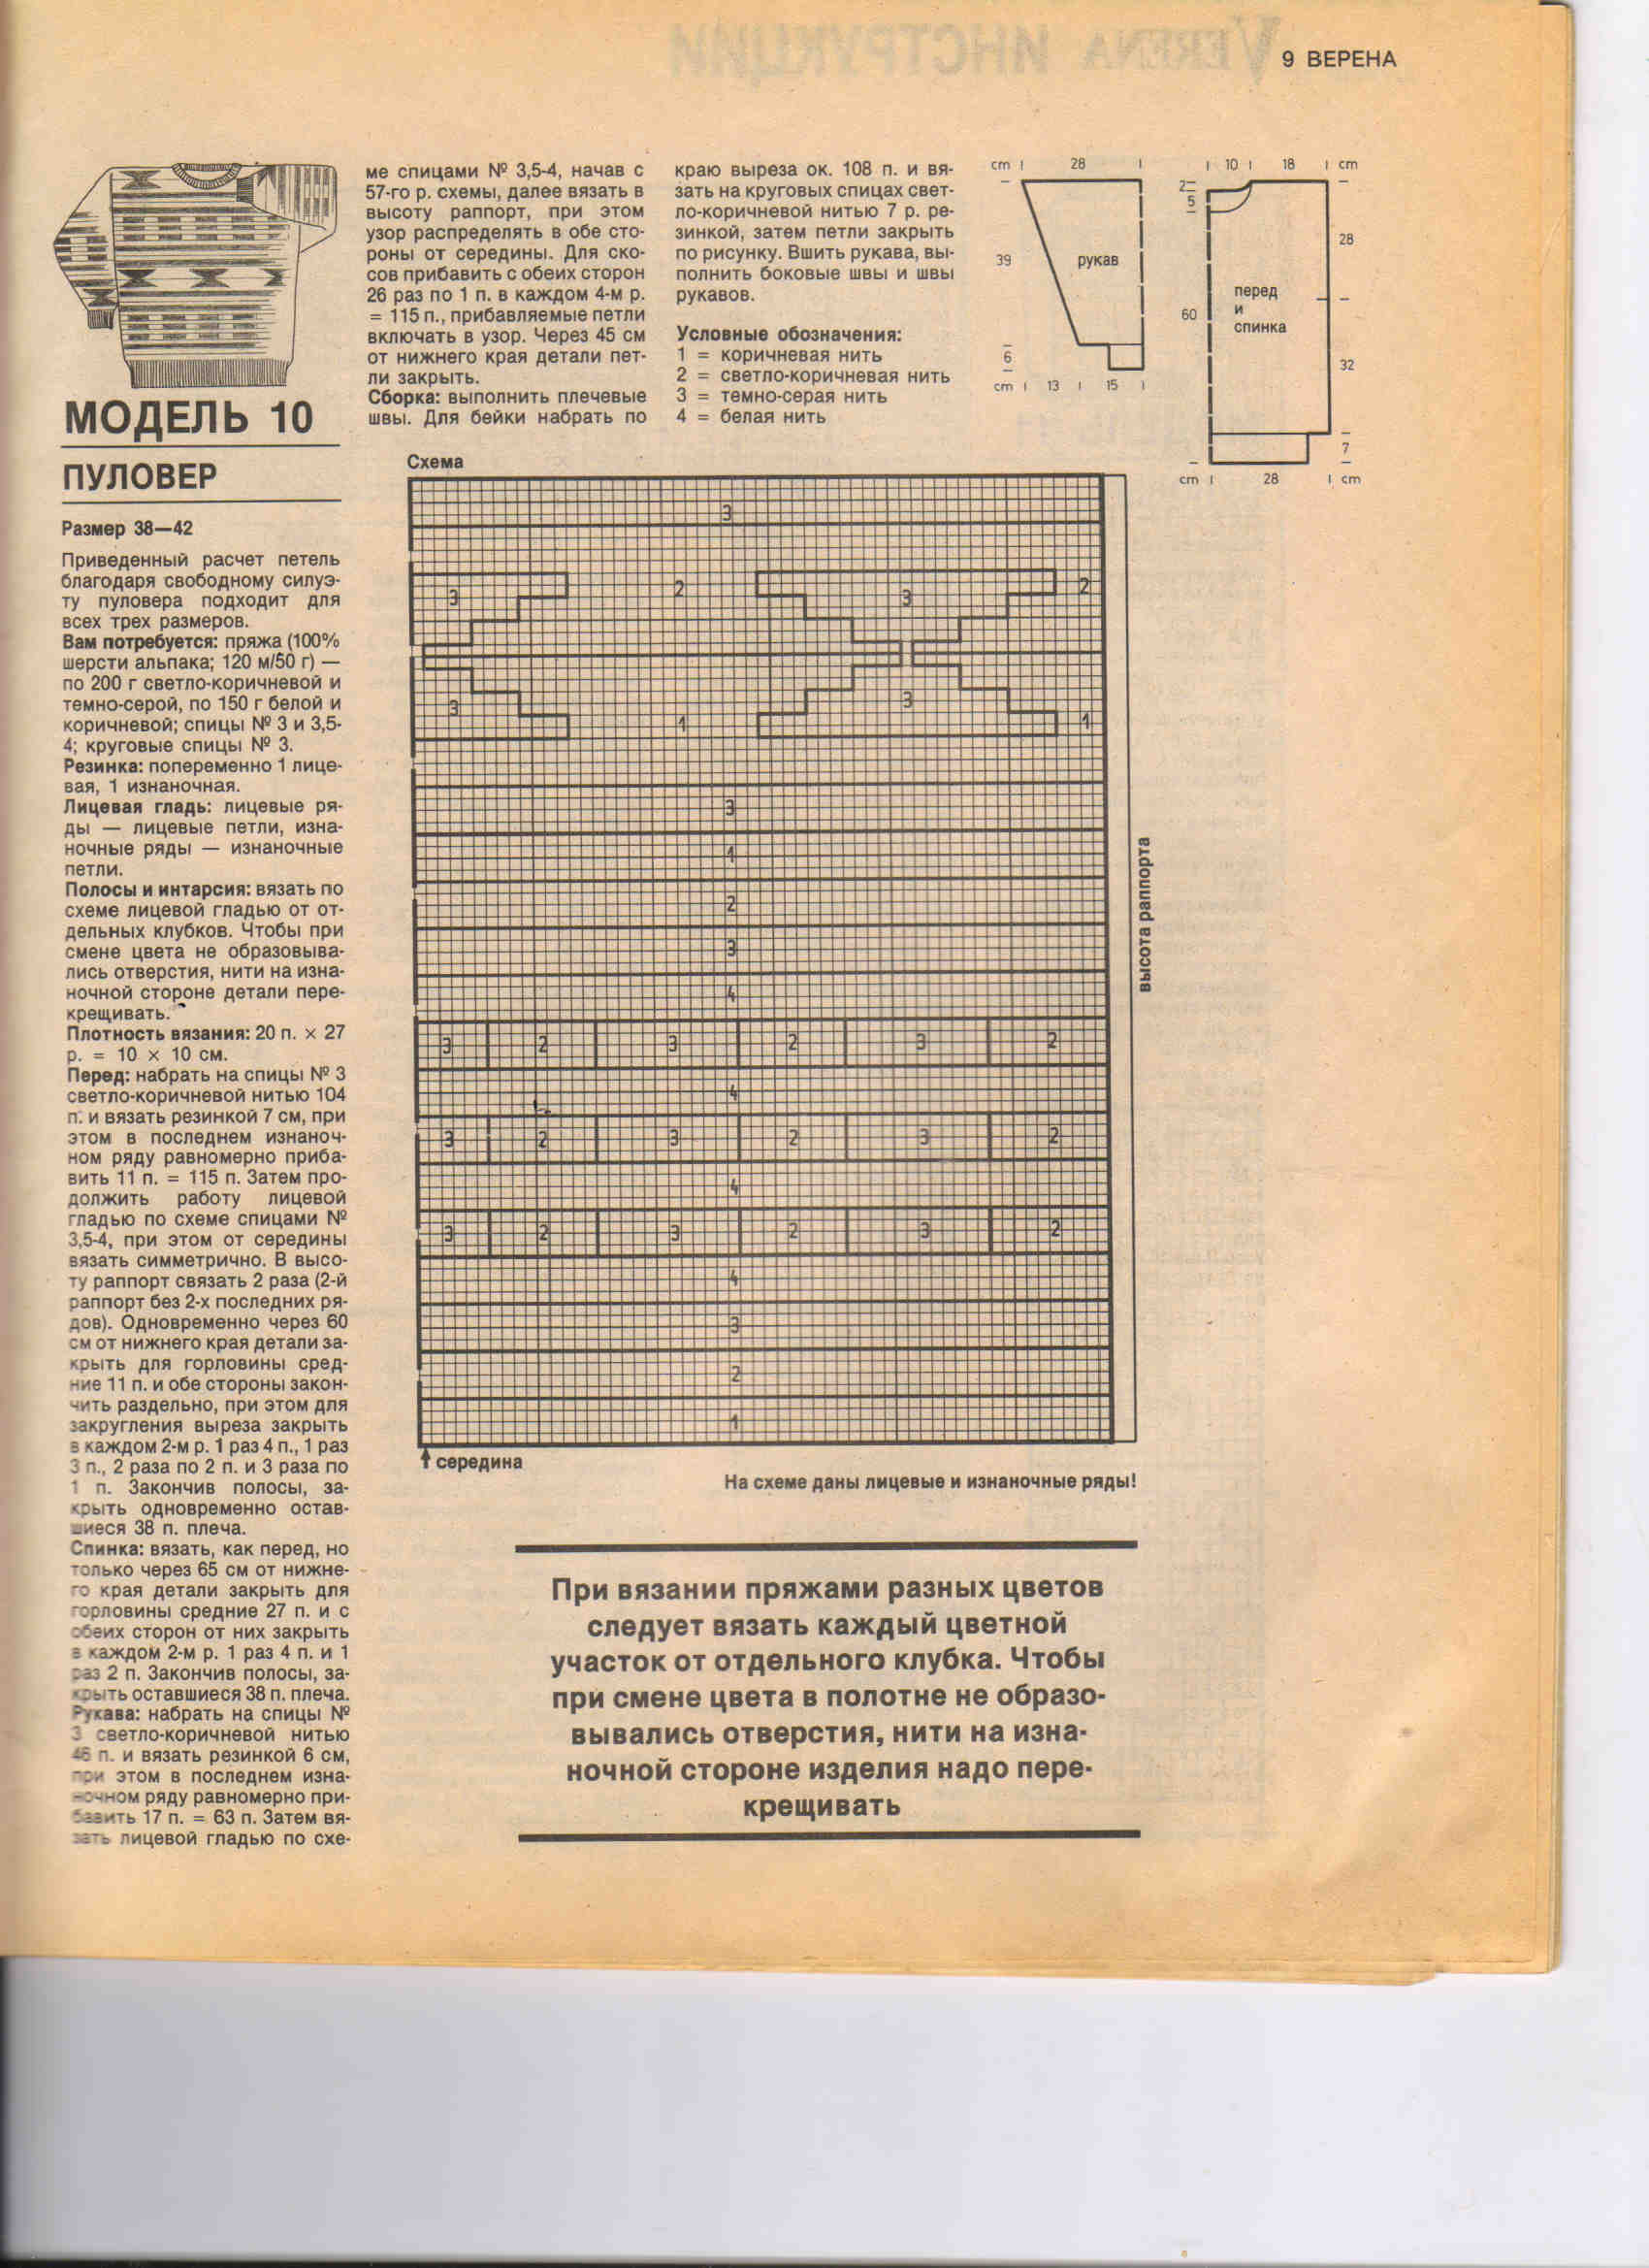 9 ВЕРЕНА
МОДЕЛЬ 10
ПУЛОВЕР
Размер 38—42
Приведенный расчет петель
благодаря свободному силуэ-
ту пуловера подходит для
всех трех размеров.
Вам потребуется: пряжа (100%
шерсти альпака; 120 м/50 г) —
по 200 г светло-коричневой и
темно-серой, по 150 г белой и
коричневой; спицы № 3 и 3,5-
4; круговые спицы № 3.
Резинка: попеременно 1 лице-
вая, 1 изнаночная.
Лицевая гладь: лицевые ря-
ды — лицевые петли, изна-
ночные ряды — изнаночные
петли.
Полосы и интарсия: вязать по
схеме лицевой гладью от от-
дельных клубков. Чтобы при
смене цвета не образовыва-
лись отверстия, нити на изна-
ночной стороне детали пере-
крещивать.
Плотность вязания: 20 п. × 27
р. = 10 × 10 см.
Перед: набрать на спицы № 3
светло-коричневой нитью 104
п. и вязать резинкой 7 см, при
этом в последнем изнаноч-
ном ряду равномерно приба-
вить 11 п. = 115 п. Затем про-
должить работу лицевой
гладью по схеме спицами №
3,5-4, при этом от середины
вязать симметрично. В высо-
ту раппорт связать 2 раза (2-й
раппорт без 2-х последних ря-
дов). Одновременно через 60
см от нижнего края детали за-
крыть для горловины сред-
ние 11 п. и обе стороны закон-
чить раздельно, при этом для
закругления выреза закрыть
в каждом 2-м р. 1 раз 4 п., 1 раз
3 п., 2 раза по 2 п. и 3 раза по
1 п. Закончив полосы, за-
крыть одновременно остав-
шиеся 38 п. плеча.
Спинка: вязать, как перед, но
только через 65 см от нижне-
го края детали закрыть для
горловины средние 27 п. и с
обеих сторон от них закрыть
в каждом 2-м р. 1 раз 4 п. и 1
раз 2 п. Закончив полосы, за-
крыть оставшиеся 38 п. плеча.
Рукава: набрать на спицы №
3 светло-коричневой нитью
46 п. и вязать резинкой 6 см,
при этом в последнем изна-
ночном ряду равномерно при-
бавить 17 п. = 63 п. Затем вя-
зать лицевой гладью по схе-
ме спицами № 3,5-4, начав с
57-го р. схемы, далее вязать в
высоту раппорт, при этом
узор распределять в обе сто-
роны от середины. Для ско-
сов прибавить с обеих сторон
26 раз по 1 п. в каждом 4-м р.
= 115 п., прибавляемые петли
включать в узор. Через 45 см
от нижнего края детали пет-
ли закрыть.
Сборка: выполнить плечевые
швы. Для бейки набрать по
краю выреза ок. 108 п. и вя-
зать на круговых спицах свет-
ло-коричневой нитью 7 р. ре-
зинкой, затем петли закрыть
по рисунку. Вшить рукава, вы-
полнить боковые швы и швы
рукавов.
Условные обозначения:
1 = коричневая нить
2 = светло-коричневая нить
3 = темно-серая нить
4 = белая нить
cm 28
39
рукав
6
cm 13 15
10 18 cm
2
5
28
60
перед
и
спинка
32
7
cm 28 cm
Схема
3
3 2 3 2
3 1 3 1
3
1
2
3
4
3 2 3 2 3 2
4
3 2 3 2 3 2
4
3 2 3 2 3 2
4
3
2
1
высота раппорта
середина
На схеме даны лицевые и изнаночные ряды!
При вязании пряжами разных цветов
следует вязать каждый цветной
участок от отдельного клубка. Чтобы
при смене цвета в полотне не образо-
вывались отверстия, нити на изна-
ночной стороне изделия надо пере-
крещивать